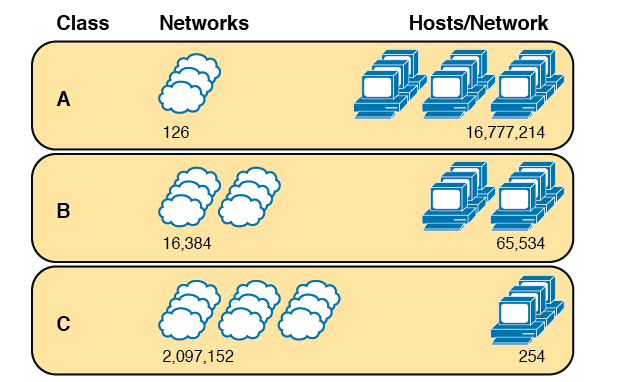 Class Networks Hosts/Network
A
126 16,777,214
B
16,384 65,534
C
2,097,152 254